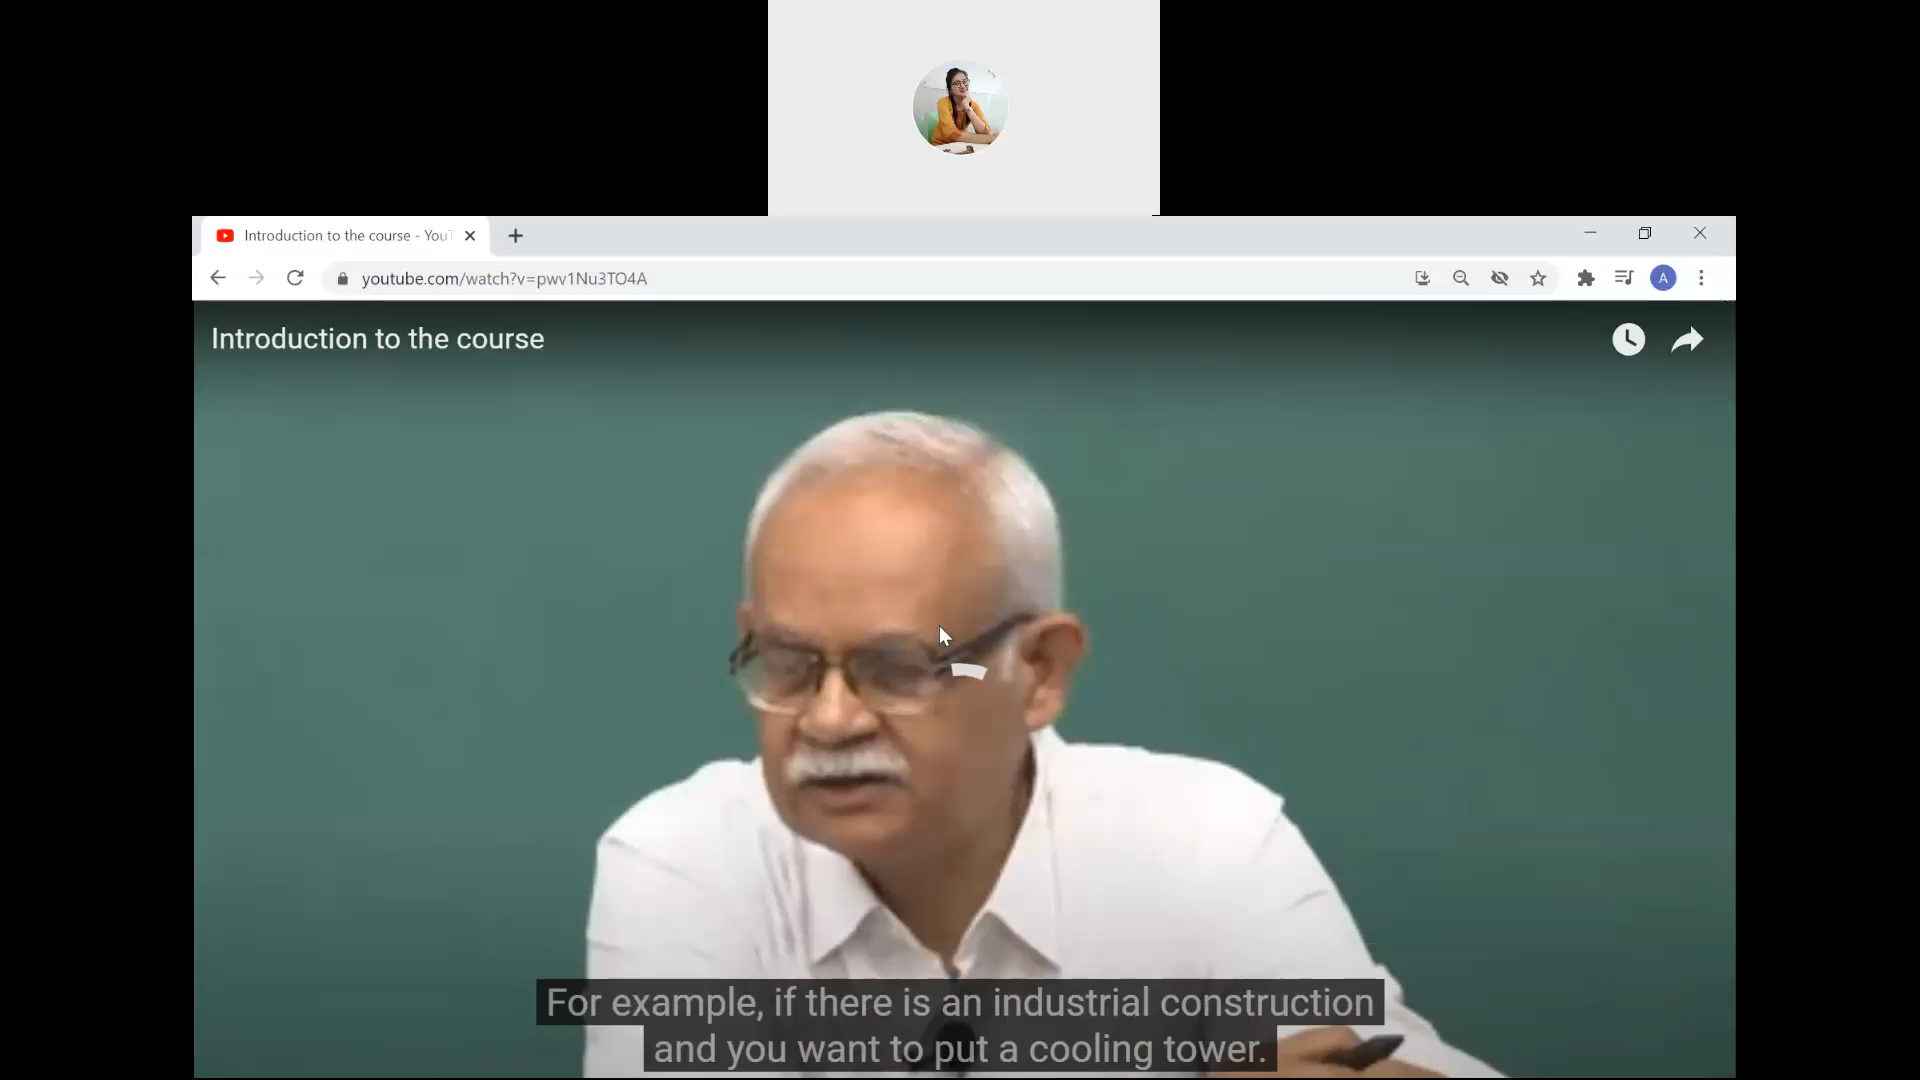 Introduction to the course - YouT
youtube.com/watch?v=pwv1Nu3TO4A
A
Introduction to the course
For example, if there is an industrial construction
and you want to put a cooling tower.